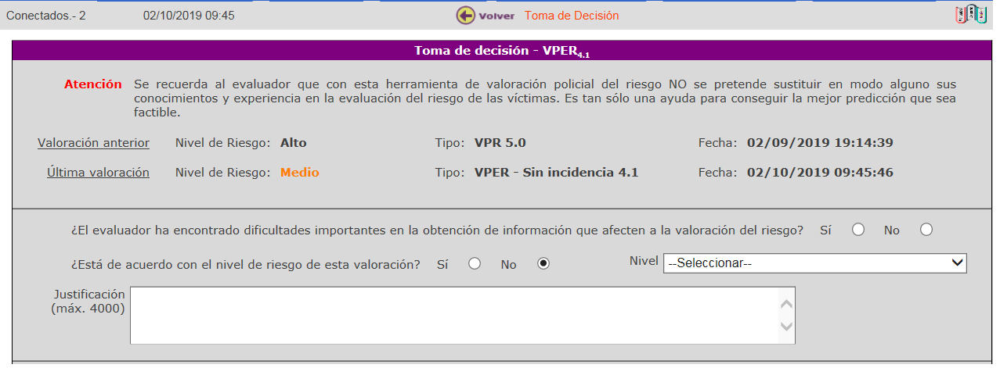 Conectados.- 2 02/10/2019 09:45 Volver Toma de Decisión
Toma de decisión - VPER4.1
Atención Se recuerda al evaluador que con esta herramienta de valoración policial del riesgo NO se pretende sustituir en modo alguno sus
conocimientos y experiencia en la evaluación del riesgo de las víctimas. Es tan sólo una ayuda para conseguir la mejor predicción que sea
factible.
Valoración anterior Nivel de Riesgo: Alto Tipo: VPR 5.0 Fecha: 02/09/2019 19:14:39
Última valoración Nivel de Riesgo: Medio Tipo: VPER - Sin incidencia 4.1 Fecha: 02/10/2019 09:45:46
¿El evaluador ha encontrado dificultades importantes en la obtención de información que afecten a la valoración del riesgo? Sí No
¿Está de acuerdo con el nivel de riesgo de esta valoración? Sí No Nivel --Seleccionar--
Justificación
(máx. 4000)